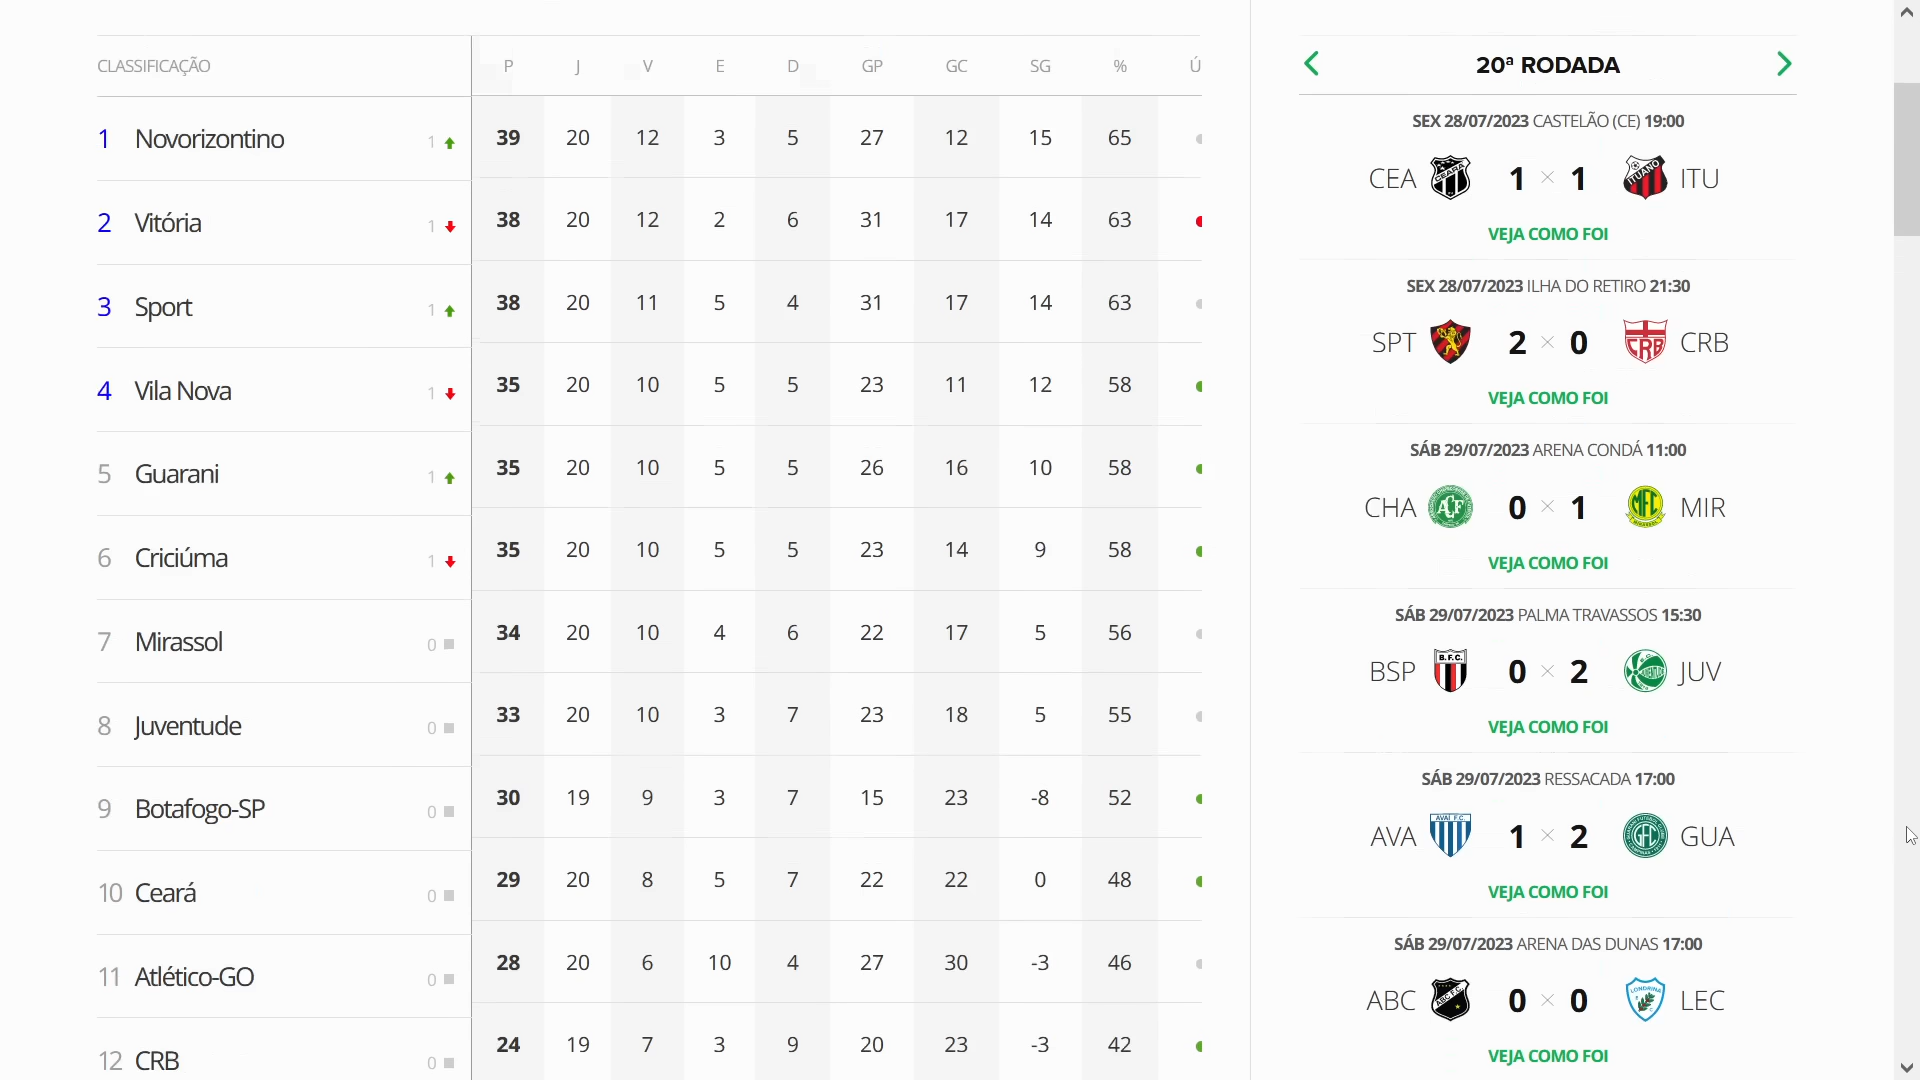 CLASSIFICAÇÃO P J V E D GP GC SG % Ú
1 Novorizontino 1 39 20 12 3 5 27 12 15 65
2 Vitória 1 38 20 12 2 6 31 17 14 63
3 Sport 1 38 20 11 5 4 31 17 14 63
4 Vila Nova 1 35 20 10 5 5 23 11 12 58
5 Guarani 1 35 20 10 5 5 26 16 10 58
6 Criciúma 1 35 20 10 5 5 23 14 9 58
7 Mirassol 0 34 20 10 4 6 22 17 5 56
8 Juventude 0 33 20 10 3 7 23 18 5 55
9 Botafogo-SP 0 30 19 9 3 7 15 23 -8 52
10 Ceará 0 29 20 8 5 7 22 22 0 48
11 Atlético-GO 0 28 20 6 10 4 27 30 -3 46
12 CRB 0 24 19 7 3 9 20 23 -3 42
20ª RODADA
SEX 28/07/2023 CASTELÃO (CE) 19:00
CEA CEARÁ 1 × 1 ITUANO ITU
VEJA COMO FOI
SEX 28/07/2023 ILHA DO RETIRO 21:30
SPT 2 × 0 CRB CRB
VEJA COMO FOI
SÁB 29/07/2023 ARENA CONDÁ 11:00
CHA ACF 0 × 1 MFC MIR
VEJA COMO FOI
SÁB 29/07/2023 PALMA TRAVASSOS 15:30
BSP B.F.C. 0 × 2 JUV
VEJA COMO FOI
SÁB 29/07/2023 RESSACADA 17:00
AVA AVAÍ F.C. 1 × 2 GFC GUA
VEJA COMO FOI
SÁB 29/07/2023 ARENA DAS DUNAS 17:00
ABC ABC F.C. 0 × 0 LONDRINA LEC
VEJA COMO FOI